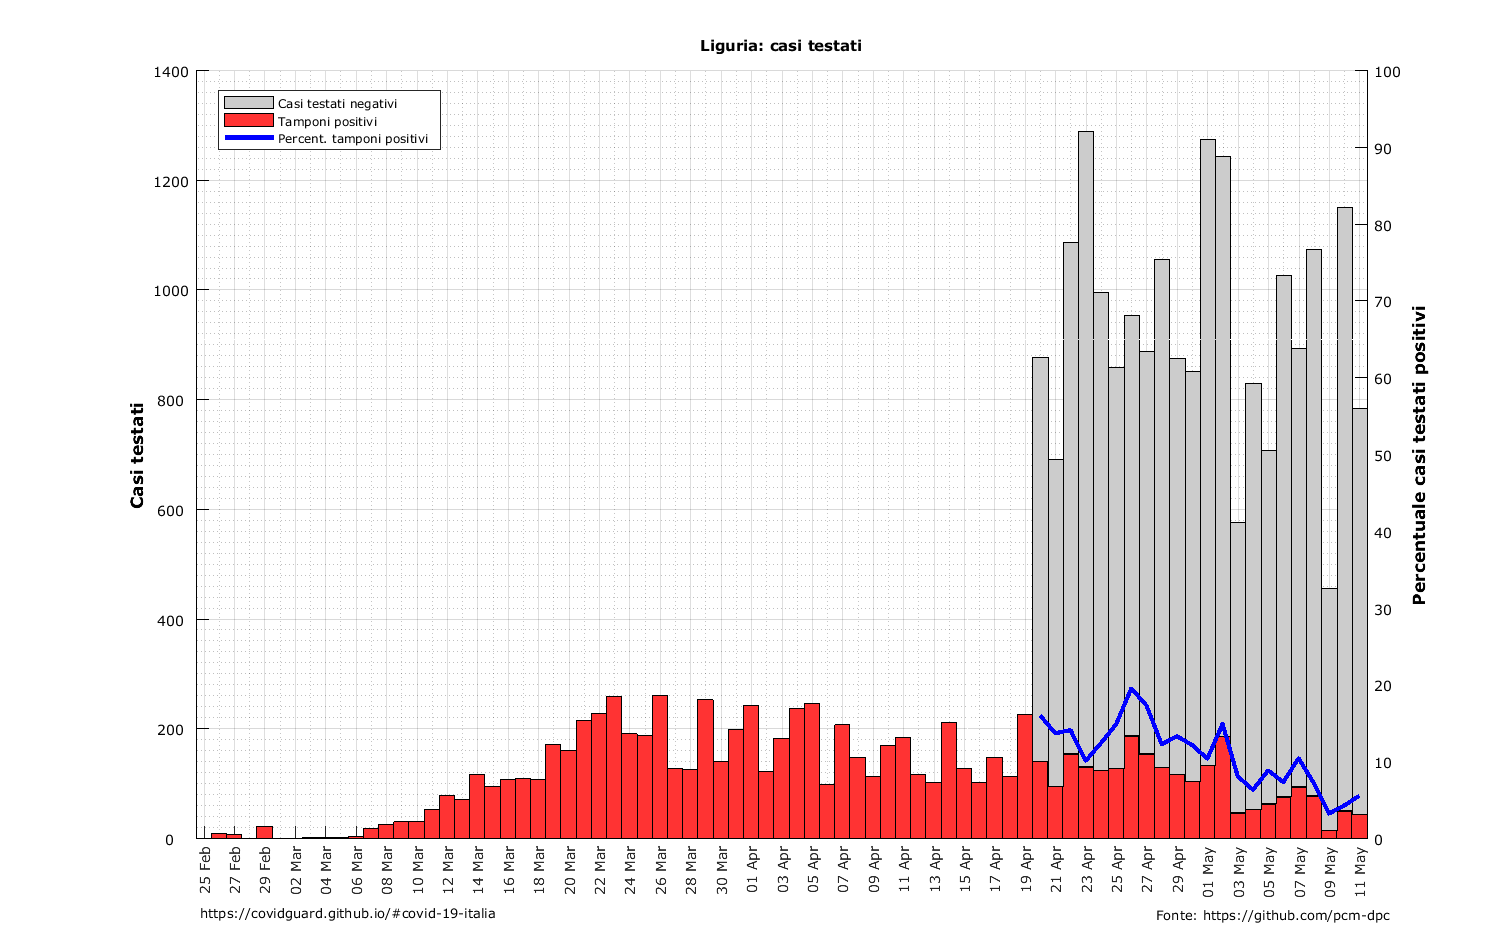 Liguria: casi testati
1400
1200
1000
800
600
400
200
0
100
90
80
70
60
50
40
30
20
10
0
Casi testati negativi
Tamponi positivi
Percent. tamponi positivi
Casi testati
Percentuale casi testati positivi
25 Feb
27 Feb
29 Feb
02 Mar
04 Mar
06 Mar
08 Mar
10 Mar
12 Mar
14 Mar
16 Mar
18 Mar
20 Mar
22 Mar
24 Mar
26 Mar
28 Mar
30 Mar
01 Apr
03 Apr
05 Apr
07 Apr
09 Apr
11 Apr
13 Apr
15 Apr
17 Apr
19 Apr
21 Apr
23 Apr
25 Apr
27 Apr
29 Apr
01 May
03 May
05 May
07 May
09 May
11 May
https://covidguard.github.io/#covid-19-italia
Fonte: https://github.com/pcm-dpc